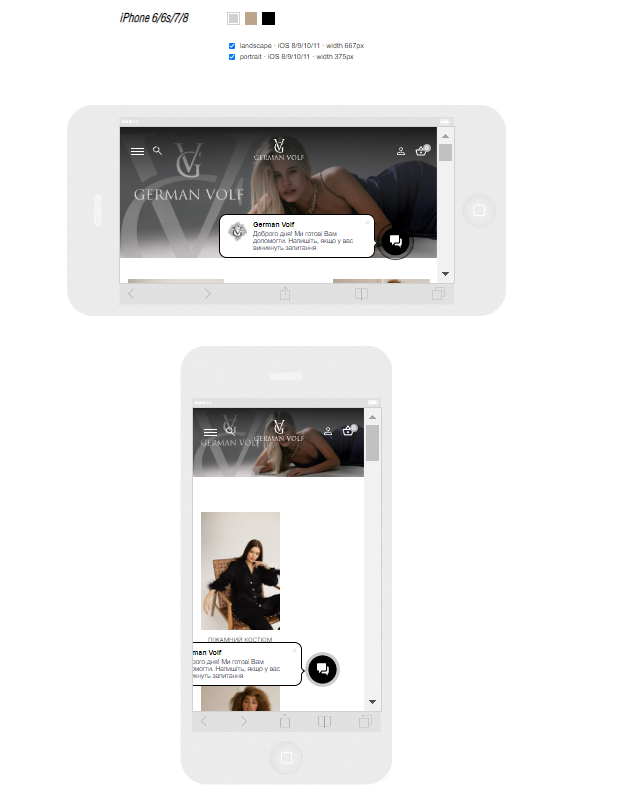 iPhone 6/6s/7/8
landscape · iOS 8/9/10/11 · width 667px
portrait · iOS 8/9/10/11 · width 375px
VG
GERMAN VOLF
VG
GERMAN VOLF
0
German Volf
Доброго дня! Ми готові Вам
допомогти. Напишіть, якщо у вас
виникнуть запитання
VG
GERMAN VOLF
VG
GERMAN VOLF
0
ПІЖАМНИЙ КОСТЮМ
man Volf
рого дня! Ми готові Вам
омогти. Напишіть, якщо у вас
икнуть запитання